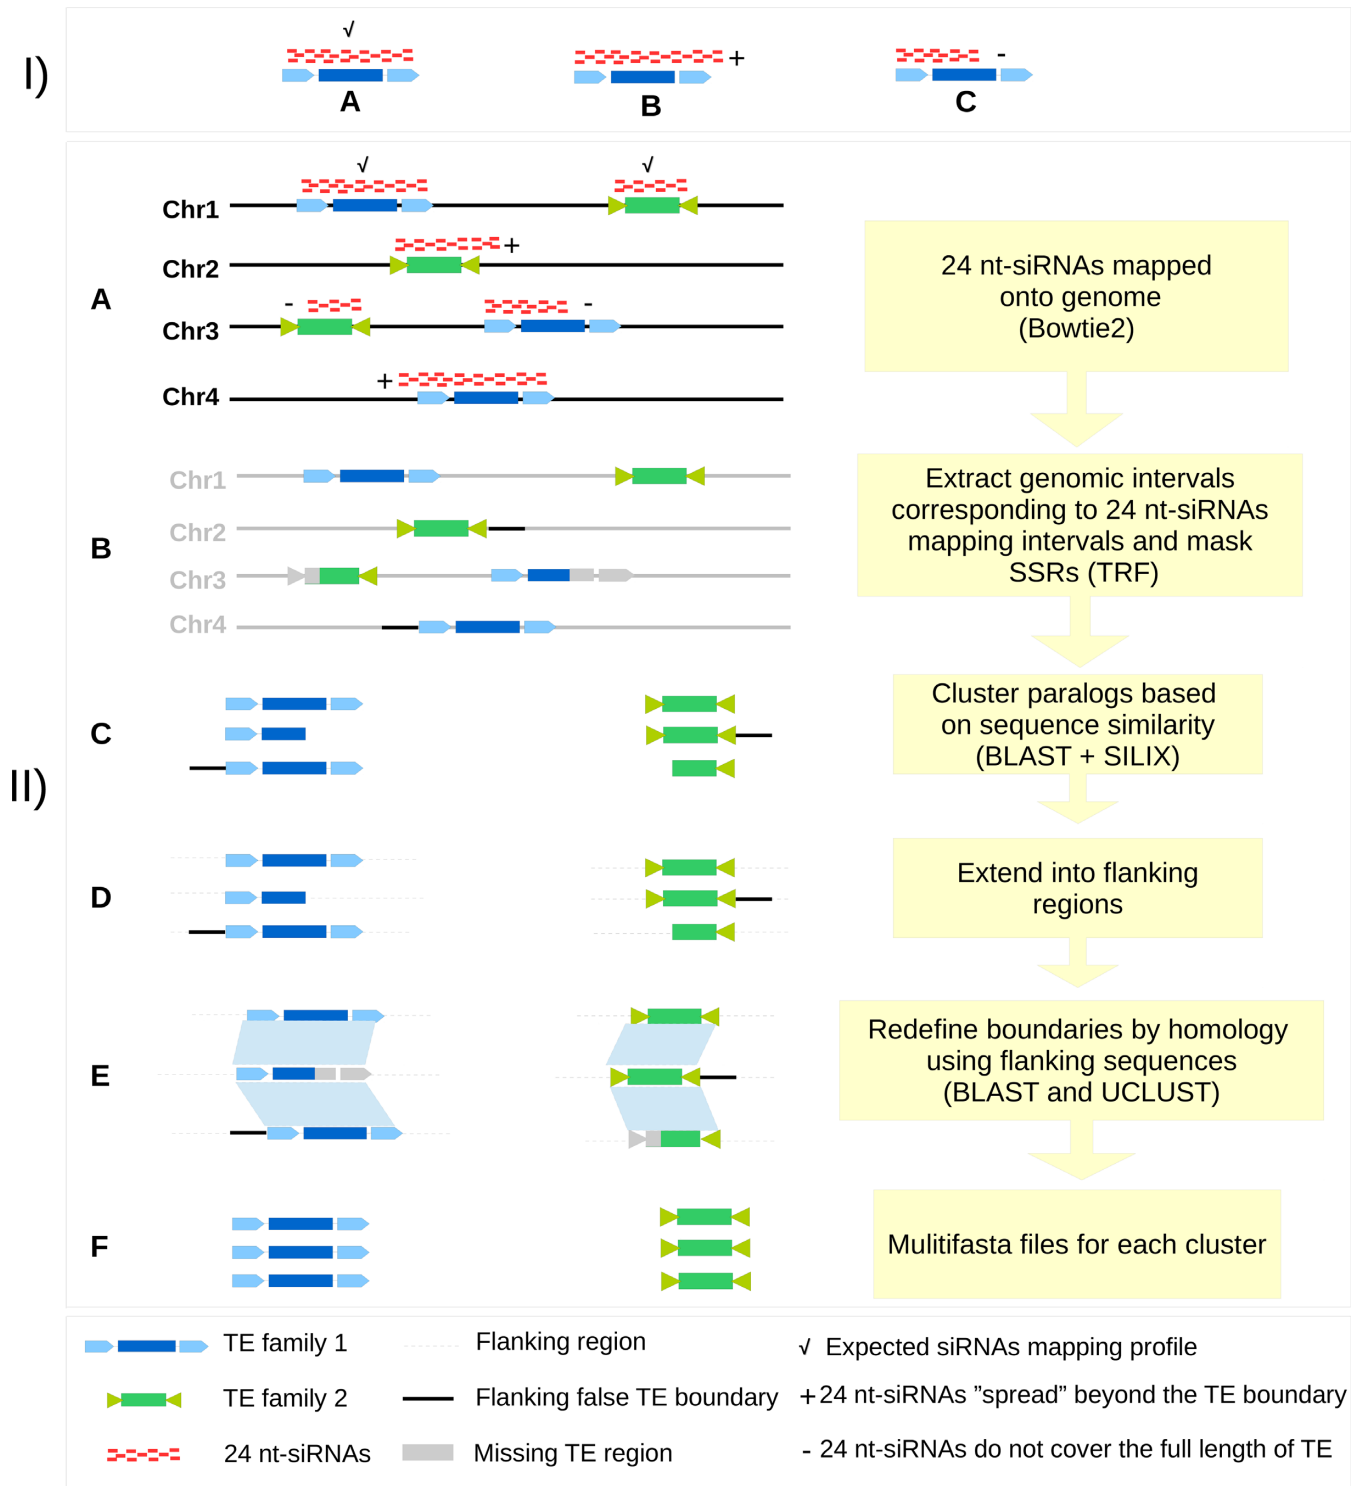 I)
√
+
-
A
B
C
II)
A
√
√
Chr1
+
Chr2
-
-
Chr3
+
Chr4
24 nt-siRNAs mapped
onto genome
(Bowtie2)
B
Chr1
Chr2
Chr3
Chr4
Extract genomic intervals
corresponding to 24 nt-siRNAs
mapping intervals and mask
SSRs (TRF)
C
Cluster paralogs based
on sequence similarity
(BLAST + SILIX)
D
Extend into flanking
regions
E
Redefine boundaries by homology
using flanking sequences
(BLAST and UCLUST)
F
Mulitifasta files for each cluster
TE family 1
Flanking region
√ Expected siRNAs mapping profile
TE family 2
Flanking false TE boundary
+ 24 nt-siRNAs ”spread” beyond the TE boundary
24 nt-siRNAs
Missing TE region
- 24 nt-siRNAs do not cover the full length of TE